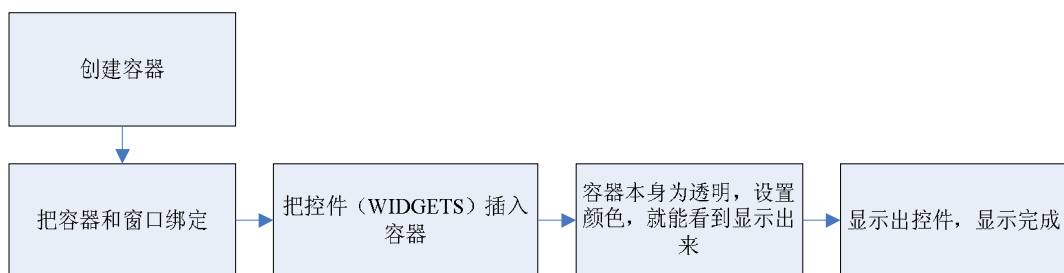 创建容器
把容器和窗口绑定
把控件（WIDGETS）插入
容器
容器本身为透明，设置
颜色，就能看到显示出
来
显示出控件，显示完成